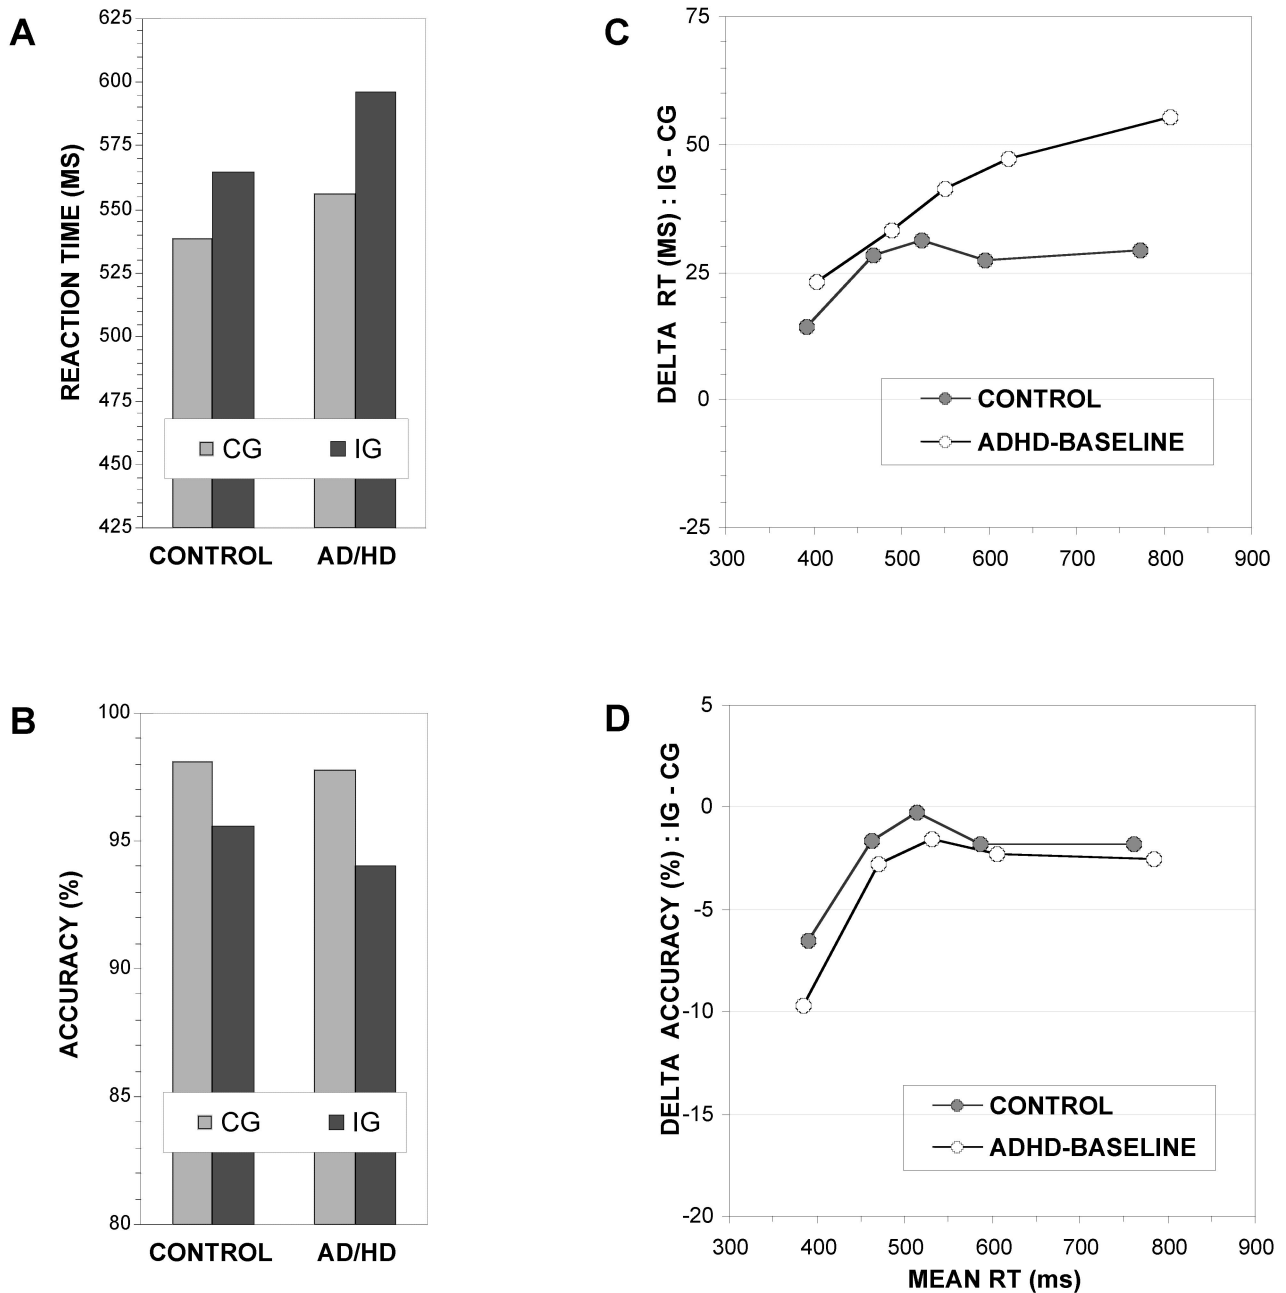 A
625
600
575
550
525
500
475
450
425
REACTION TIME (MS)
CG IG
CONTROL AD/HD
C
75
50
25
0
-25
DELTA RT (MS) : IG - CG
CONTROL
ADHD-BASELINE
300 400 500 600 700 800 900
B
100
95
90
85
80
ACCURACY (%)
CG IG
CONTROL AD/HD
D
5
0
-5
-10
-15
-20
DELTA ACCURACY (%) : IG - CG
CONTROL
ADHD-BASELINE
300 400 500 600 700 800 900
MEAN RT (ms)